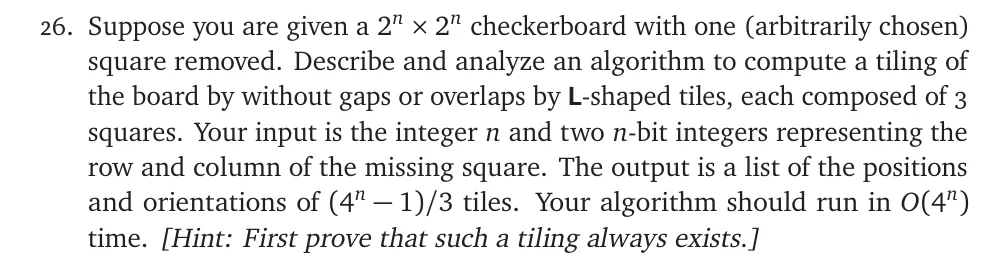 26. Suppose you are given a 2ⁿ × 2ⁿ checkerboard with one (arbitrarily chosen)
square removed. Describe and analyze an algorithm to compute a tiling of
the board by without gaps or overlaps by L-shaped tiles, each composed of 3
squares. Your input is the integer n and two n-bit integers representing the
row and column of the missing square. The output is a list of the positions
and orientations of (4ⁿ − 1)/3 tiles. Your algorithm should run in O(4ⁿ)
time. [Hint: First prove that such a tiling always exists.]